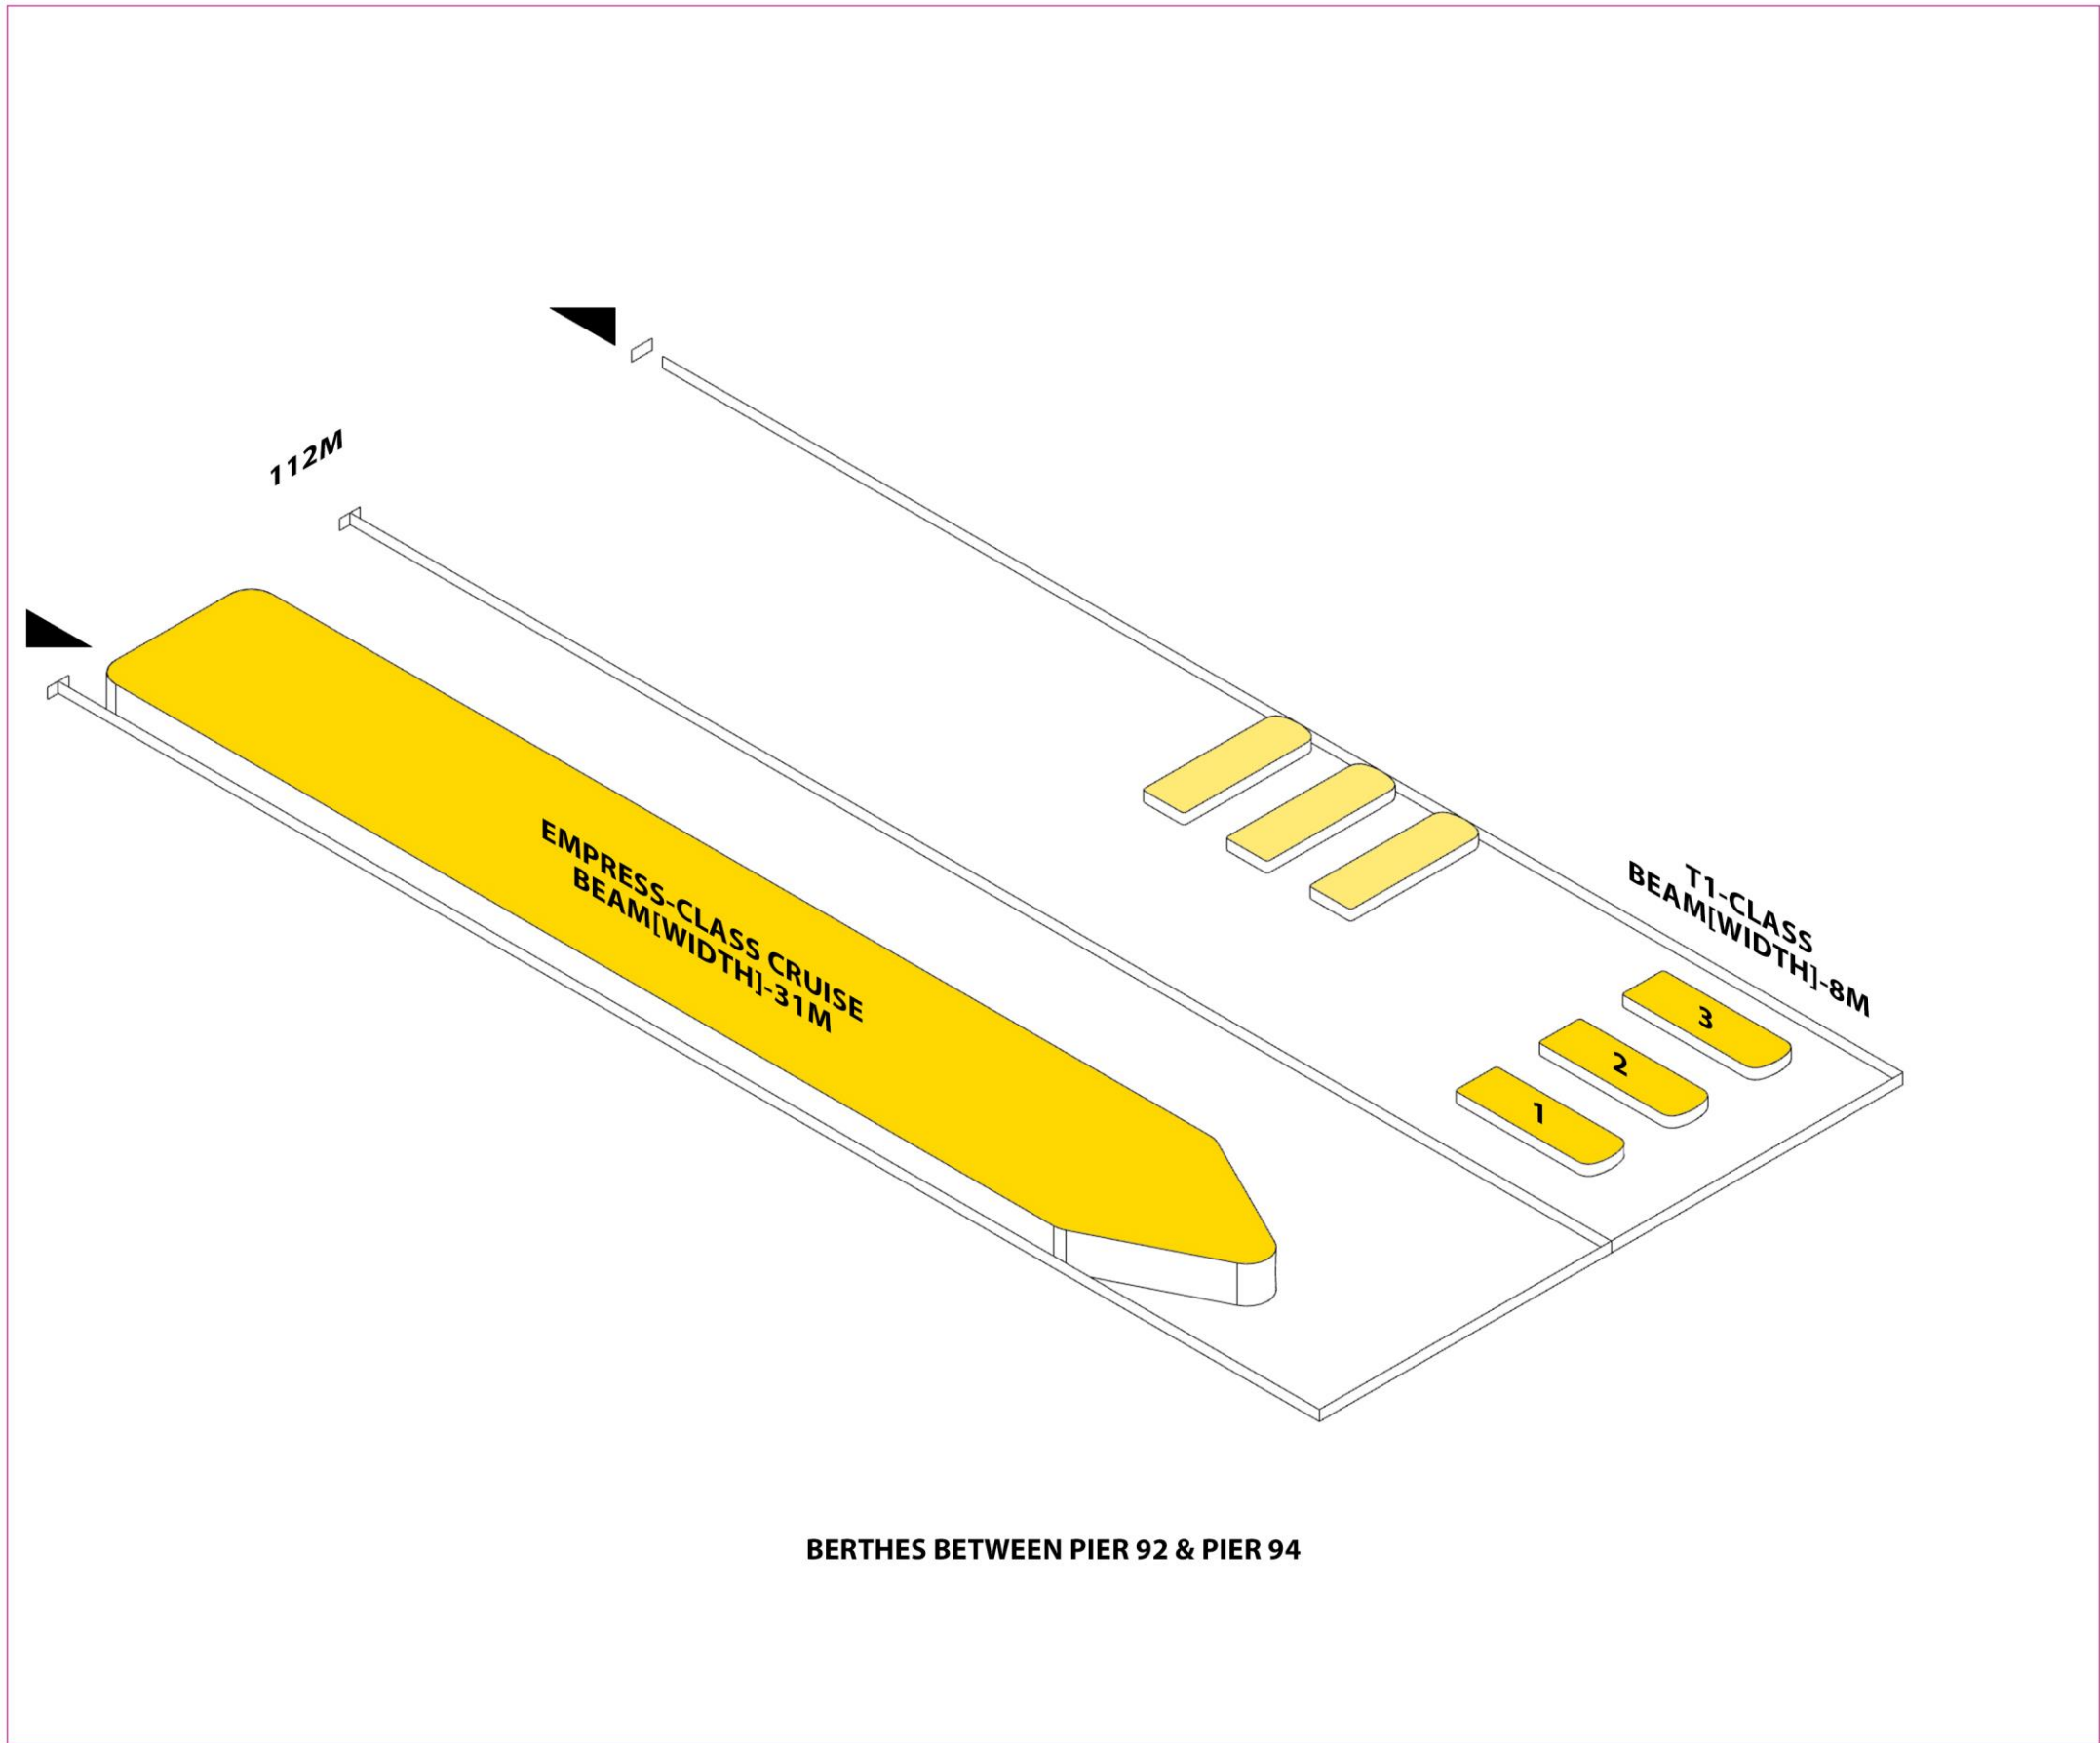 112M
EMPRESS-CLASS CRUISE
BEAM[WIDTH]-31M
T1-CLASS
BEAM[WIDTH]-8M
3
2
1
BERTHES BETWEEN PIER 92 & PIER 94